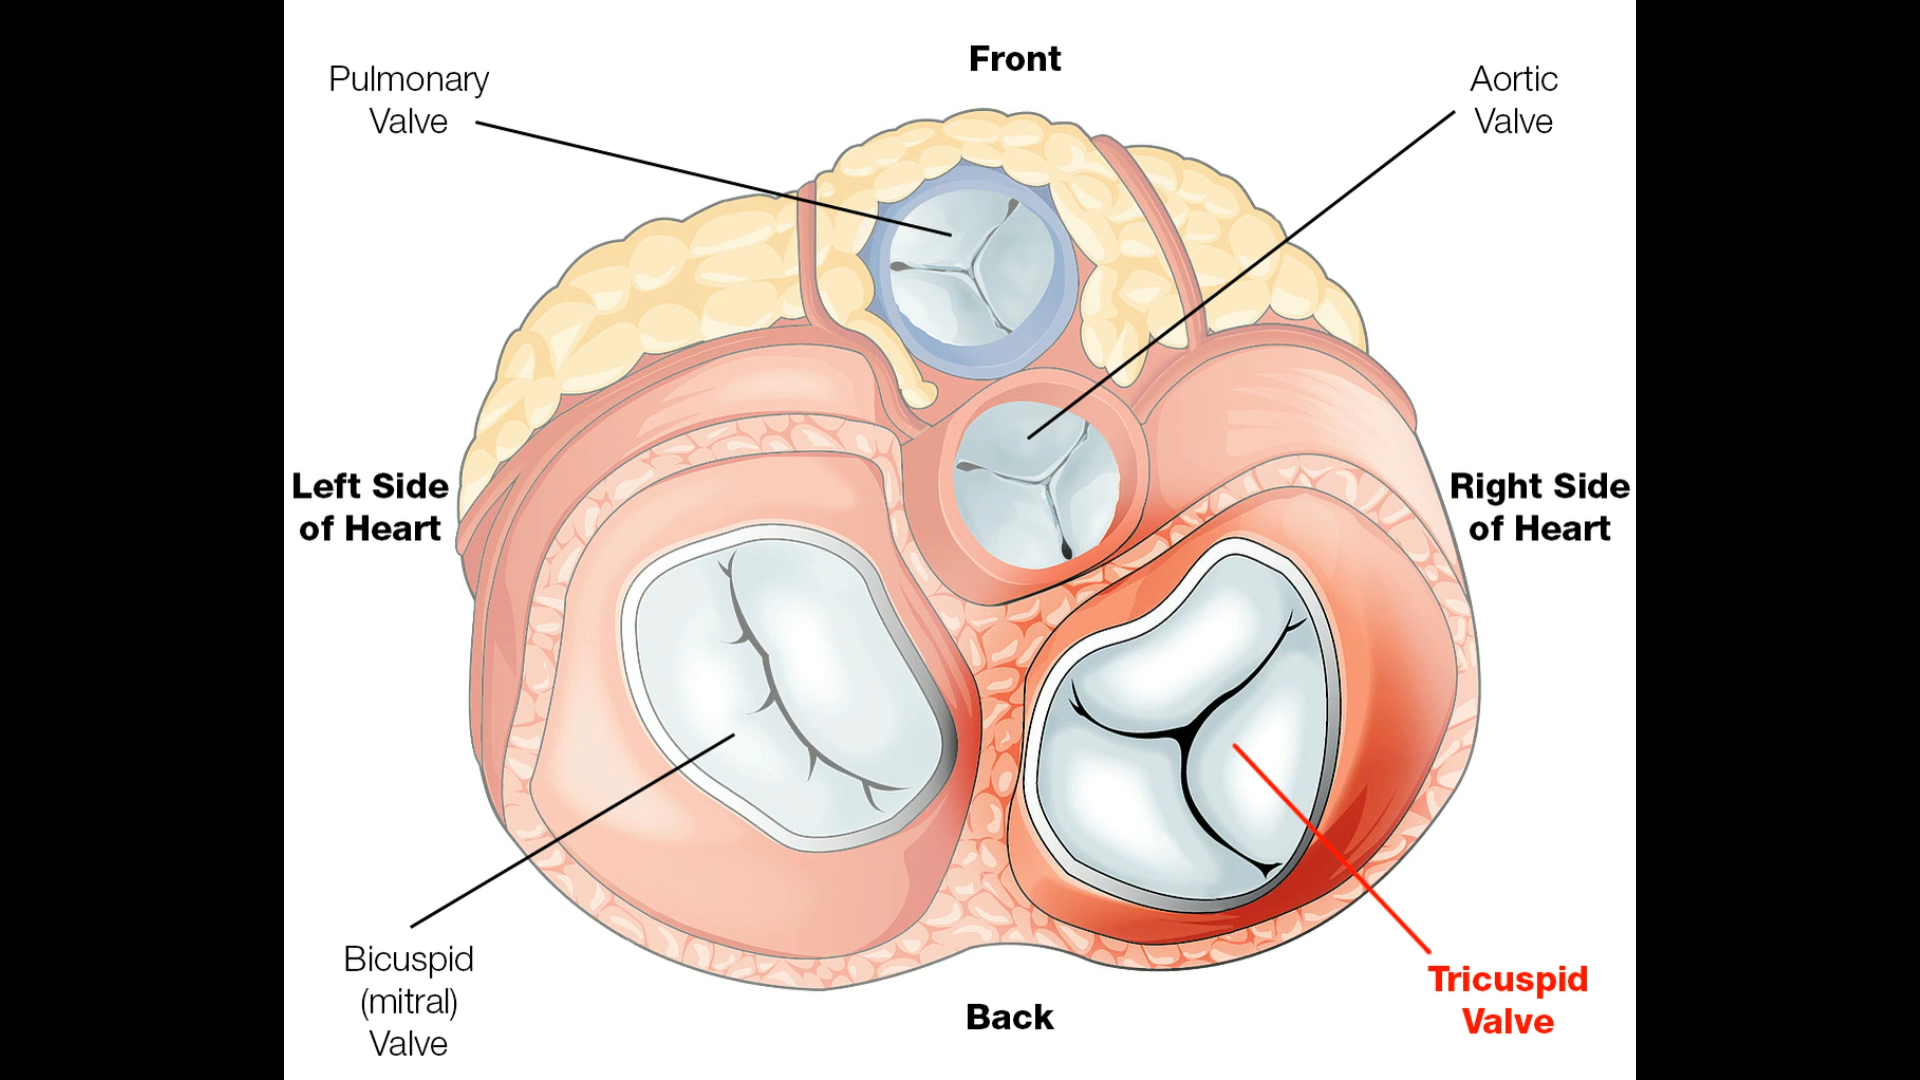 Front
Pulmonary
Valve
Aortic
Valve
Left Side
of Heart
Right Side
of Heart
Bicuspid
(mitral)
Valve
Back
Tricuspid
Valve